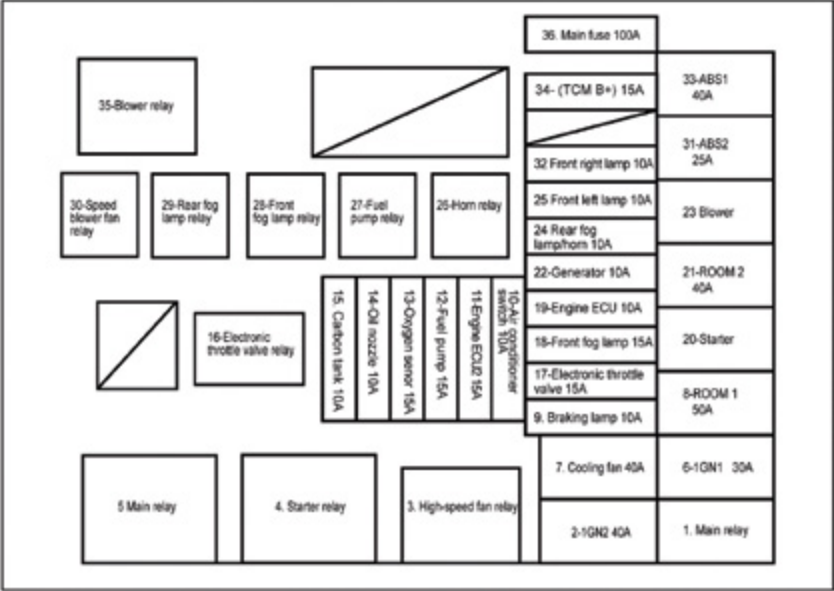 36. Main fuse 100A
33-ABS1
40A
34- (TCM B+) 15A
35-Blower relay
31-ABS2
25A
32 Front right lamp 10A
30-Speed
blower fan
relay
29-Rear fog
lamp relay
28-Front
fog lamp relay
27-Fuel
pump relay
26-Horn relay
25 Front left lamp 10A
23 Blower
24 Rear fog
lamp/horn 10A
22-Generator 10A
21-ROOM 2
40A
15. Carbon tank 10A
14-Oil nozzle 10A
13-Oxygen senor 15A
12-Fuel pump 15A
11-Engine ECU2 15A
10-Air conditioner
switch 10A
19-Engine ECU 10A
18-Front fog lamp 15A
20-Starter
16-Electronic
throttle valve relay
17-Electronic throttle
valve 15A
8-ROOM 1
50A
9. Braking lamp 10A
7. Cooling fan 40A
6-1GN1 30A
5 Main relay
4. Starter relay
3. High-speed fan relay
2-1GN2 40A
1. Main relay